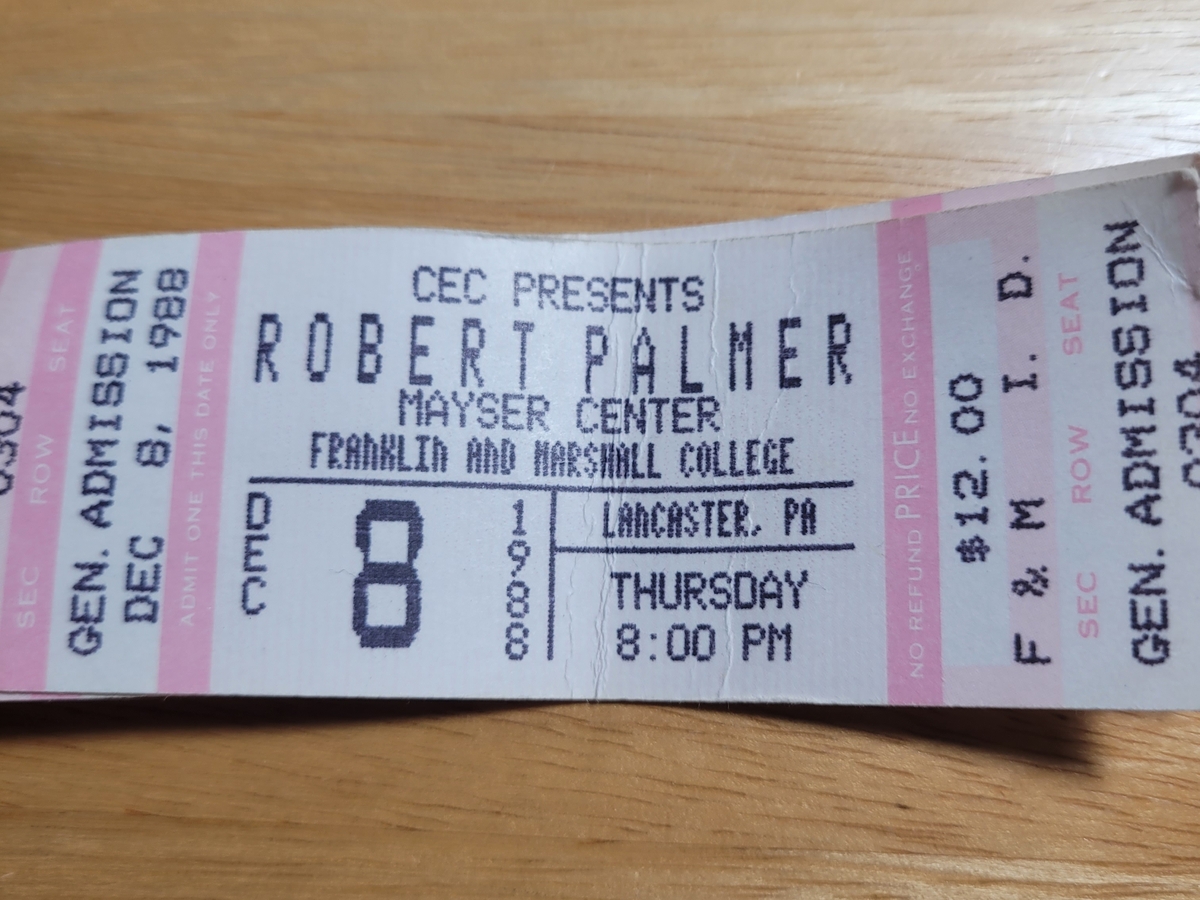 0304
SEC ROW SEAT
GEN. ADMISSION
DEC 8, 1988
ADMIT ONE THIS DATE ONLY
CEC PRESENTS
ROBERT PALMER
MAYSER CENTER
FRANKLIN AND MARSHALL COLLEGE
DEC 8 1988
LANCASTER, PA
THURSDAY
8:00 PM
NO REFUND PRICE NO EXCHANGE
$12.00
F & M I. D.
SEC ROW SEAT
GEN. ADMISSION
0304